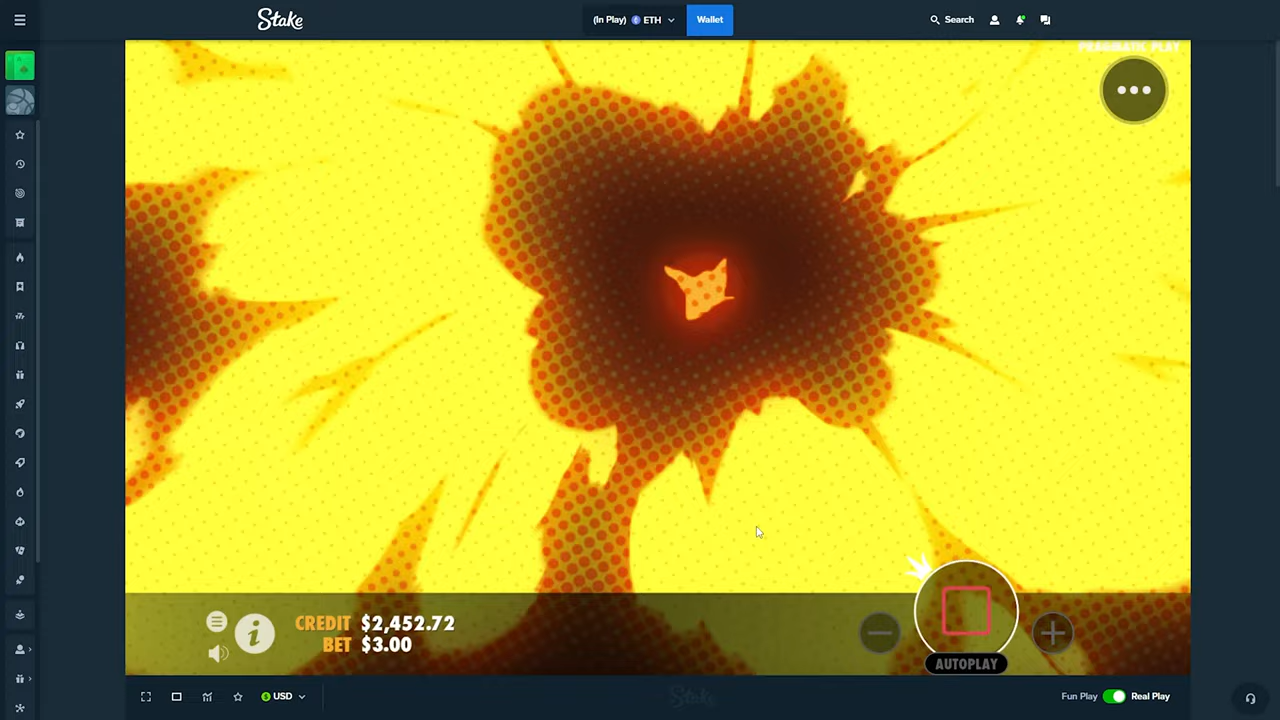 Stake
(In Play) ETH
Wallet
Search
PRAGMATIC PLAY
CREDIT $2,452.72
BET $3.00
AUTOPLAY
USD
Stake
Fun Play
Real Play